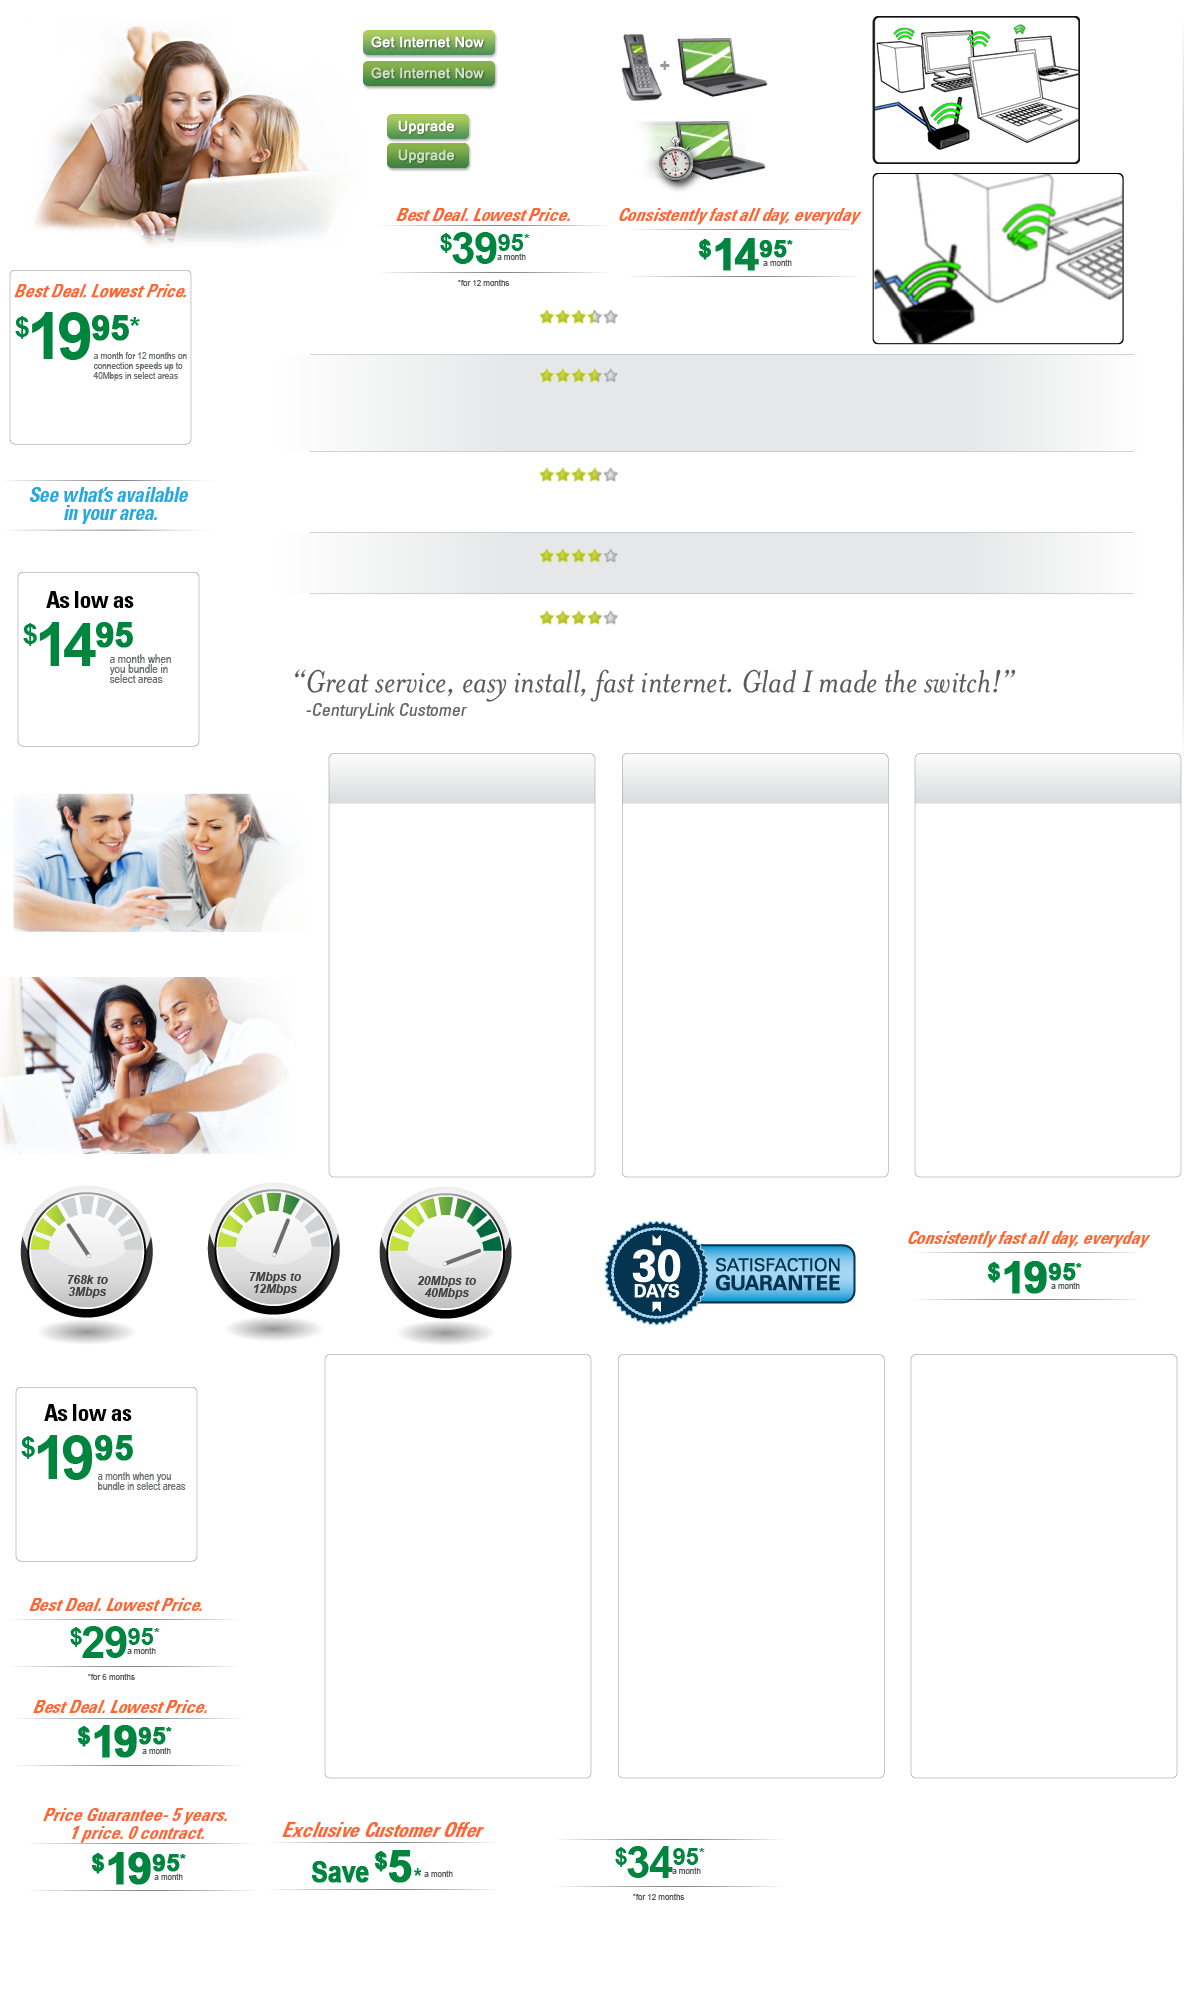 Get Internet Now
Get Internet Now
Upgrade
Upgrade
+
Best Deal. Lowest Price.
$39 95*
a month
*for 12 months
Consistently fast all day, everyday
$14 95*
a month
Best Deal. Lowest Price.
$19 95*
a month for 12 months on
connection speeds up to
40Mbps in select areas
See what's available
in your area.
As low as
$14 95
a month when
you bundle in
select areas
“Great service, easy install, fast internet. Glad I made the switch!”
-CenturyLink Customer
768k to
3Mbps
7Mbps to
12Mbps
20Mbps to
40Mbps
30
DAYS
SATISFACTION
GUARANTEE
Consistently fast all day, everyday
$19 95*
a month
As low as
$19 95
a month when you
bundle in select areas
Best Deal. Lowest Price.
$29 95*
a month
*for 6 months
Best Deal. Lowest Price.
$19 95*
a month
Price Guarantee- 5 years.
1 price. 0 contract.
$19 95*
a month
Exclusive Customer Offer
Save $5* a month
$34 95*
a month
*for 12 months